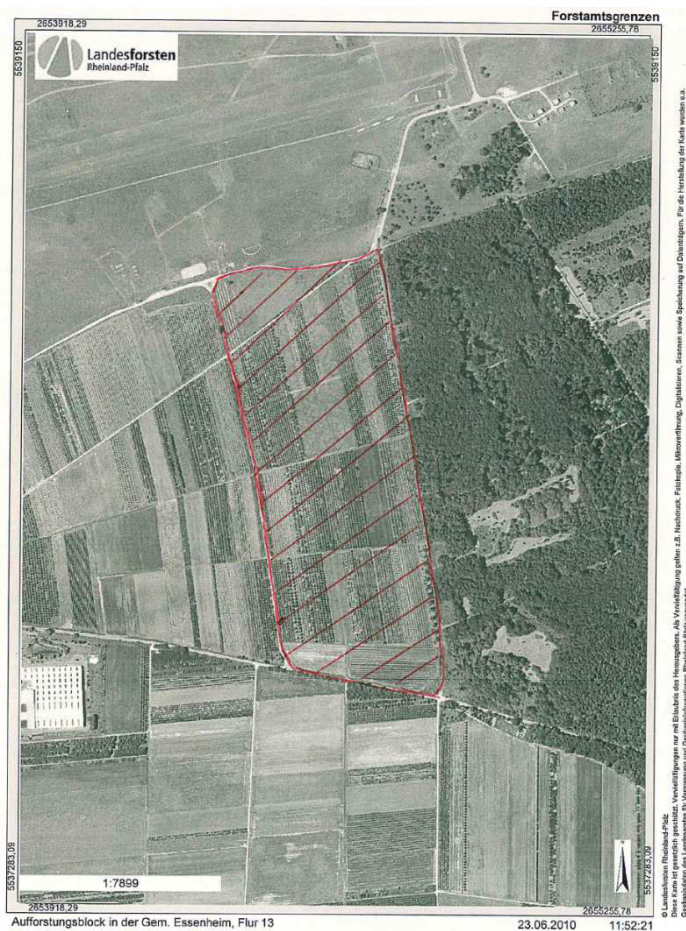 Forstamtsgrenzen
2653918,29
2655255,76
5539150
5539150
Landesforsten
Rheinland-Pfalz
5537283,09
5537283,09
1:7899
2653918,29
2655255,76
Aufforstungsblock in der Gem. Essenheim, Flur 13
23.06.2010
11:52:21
© Landesforsten Rheinland-Pfalz
Diese Karte ist gesetzlich geschützt. Vervielfältigungen nur mit Erlaubnis des Herausgebers. Als Vervielfältigung gelten z.B. Nachdruck, Fotokopie, Mikroverfilmung, Digitalisieren, Scannen sowie Speicherung auf Datenträgern. Für die Herstellung der Karte wurden u.a.